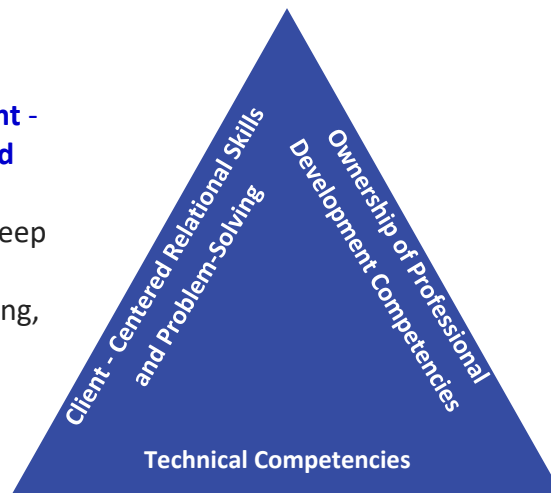 nt -
d
eep
ng,
Client - Centered Relational Skills
and Problem-Solving
Ownership of Professional
Development Competencies
Technical Competencies